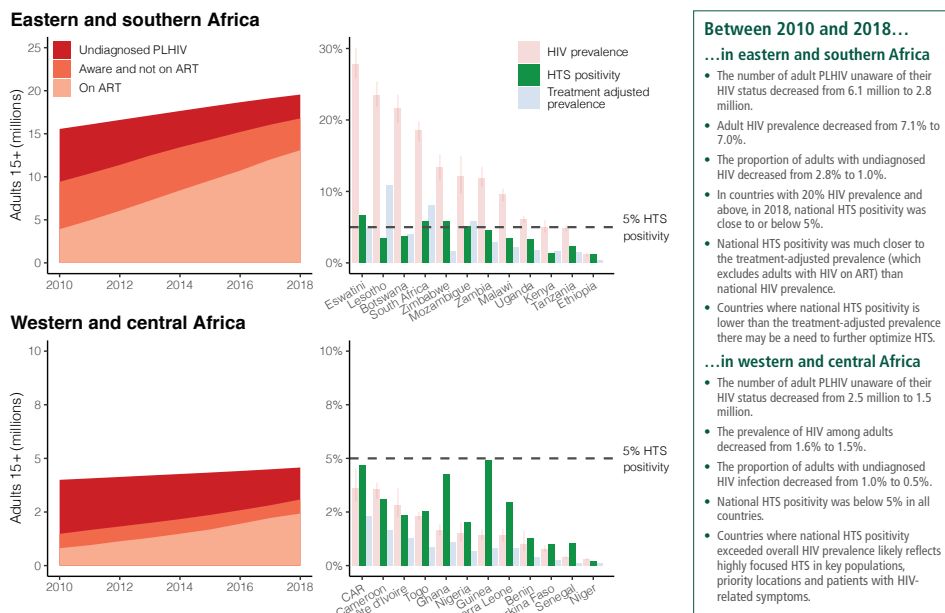 Eastern and southern Africa
25
20
15
10
5
0
Adults 15+ (millions)
Undiagnosed PLHIV
Aware and not on ART
On ART
2010
2012
2014
2016
2018
30%
20%
10%
0%
HIV prevalence
HTS positivity
Treatment adjusted
prevalence
5% HTS
positivity
Eswatini
Lesotho
Botswana
South Africa
Zimbabwe
Mozambique
Zambia
Malawi
Uganda
Kenya
Tanzania
Ethiopia
Western and central Africa
10
8
5
2
0
Adults 15+ (millions)
2010
2012
2014
2016
2018
10%
8%
5%
2%
0%
5% HTS
positivity
CAR
Cameroon
te d'Ivoire
Togo
Ghana
Nigeria
Guinea
rra Leone
Benin
rkina Faso
Senegal
Niger
Between 2010 and 2018…
…in eastern and southern Africa
• The number of adult PLHIV unaware of their
HIV status decreased from 6.1 million to 2.8
million.
• Adult HIV prevalence decreased from 7.1% to
7.0%.
• The proportion of adults with undiagnosed
HIV decreased from 2.8% to 1.0%.
• In countries with 20% HIV prevalence and
above, in 2018, national HTS positivity was
close to or below 5%.
• National HTS positivity was much closer to
the treatment-adjusted prevalence (which
excludes adults with HIV on ART) than
national HIV prevalence.
• Countries where national HTS positivity is
lower than the treatment-adjusted prevalence
there may be a need to further optimize HTS.
…in western and central Africa
• The number of adult PLHIV unaware of their
HIV status decreased from 2.5 million to 1.5
million.
• The prevalence of HIV among adults
decreased from 1.6% to 1.5%.
• The proportion of adults with undiagnosed
HIV infection decreased from 1.0% to 0.5%.
• National HTS positivity was below 5% in all
countries.
• Countries where national HTS positivity
exceeded overall HIV prevalence likely reflects
highly focused HTS in key populations,
priority locations and patients with HIV-
related symptoms.